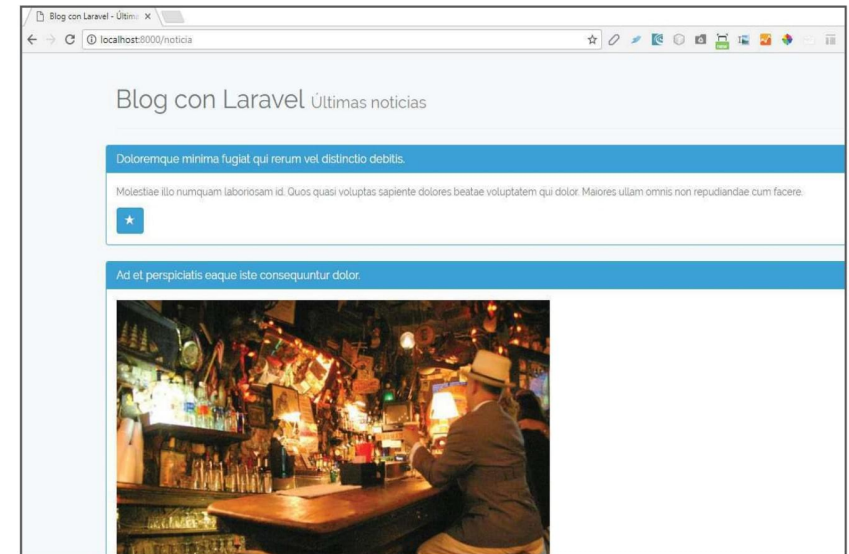 Blog con Laravel - Últim
localhost:8000/noticia
Blog con Laravel Últimas noticias
Doloremque minima fugiat qui rerum vel distinctio debitis.
Molestiae illo numquam laboriosam id. Quos quasi voluptas sapiente dolores beatae voluptatem qui dolor. Maiores ullam omnis non repudiandae cum facere.
Ad et perspiciatis eaque iste consequuntur dolor.